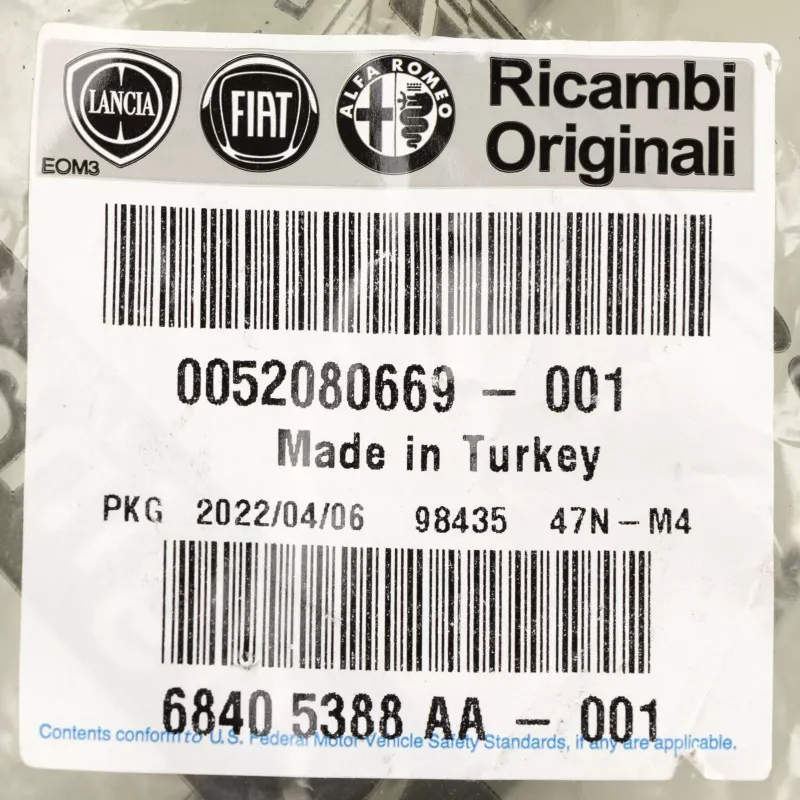 LANCIA
FIAT
ALFA ROMEO
Ricambi
Originali
EOM3
0052080669 - 001
Made in Turkey
PKG 2022/04/06 98435 47N-M4
6840 5388 AA - 001
Contents conform to U.S. Federal Motor Vehicle Safety Standards, if any are applicable.